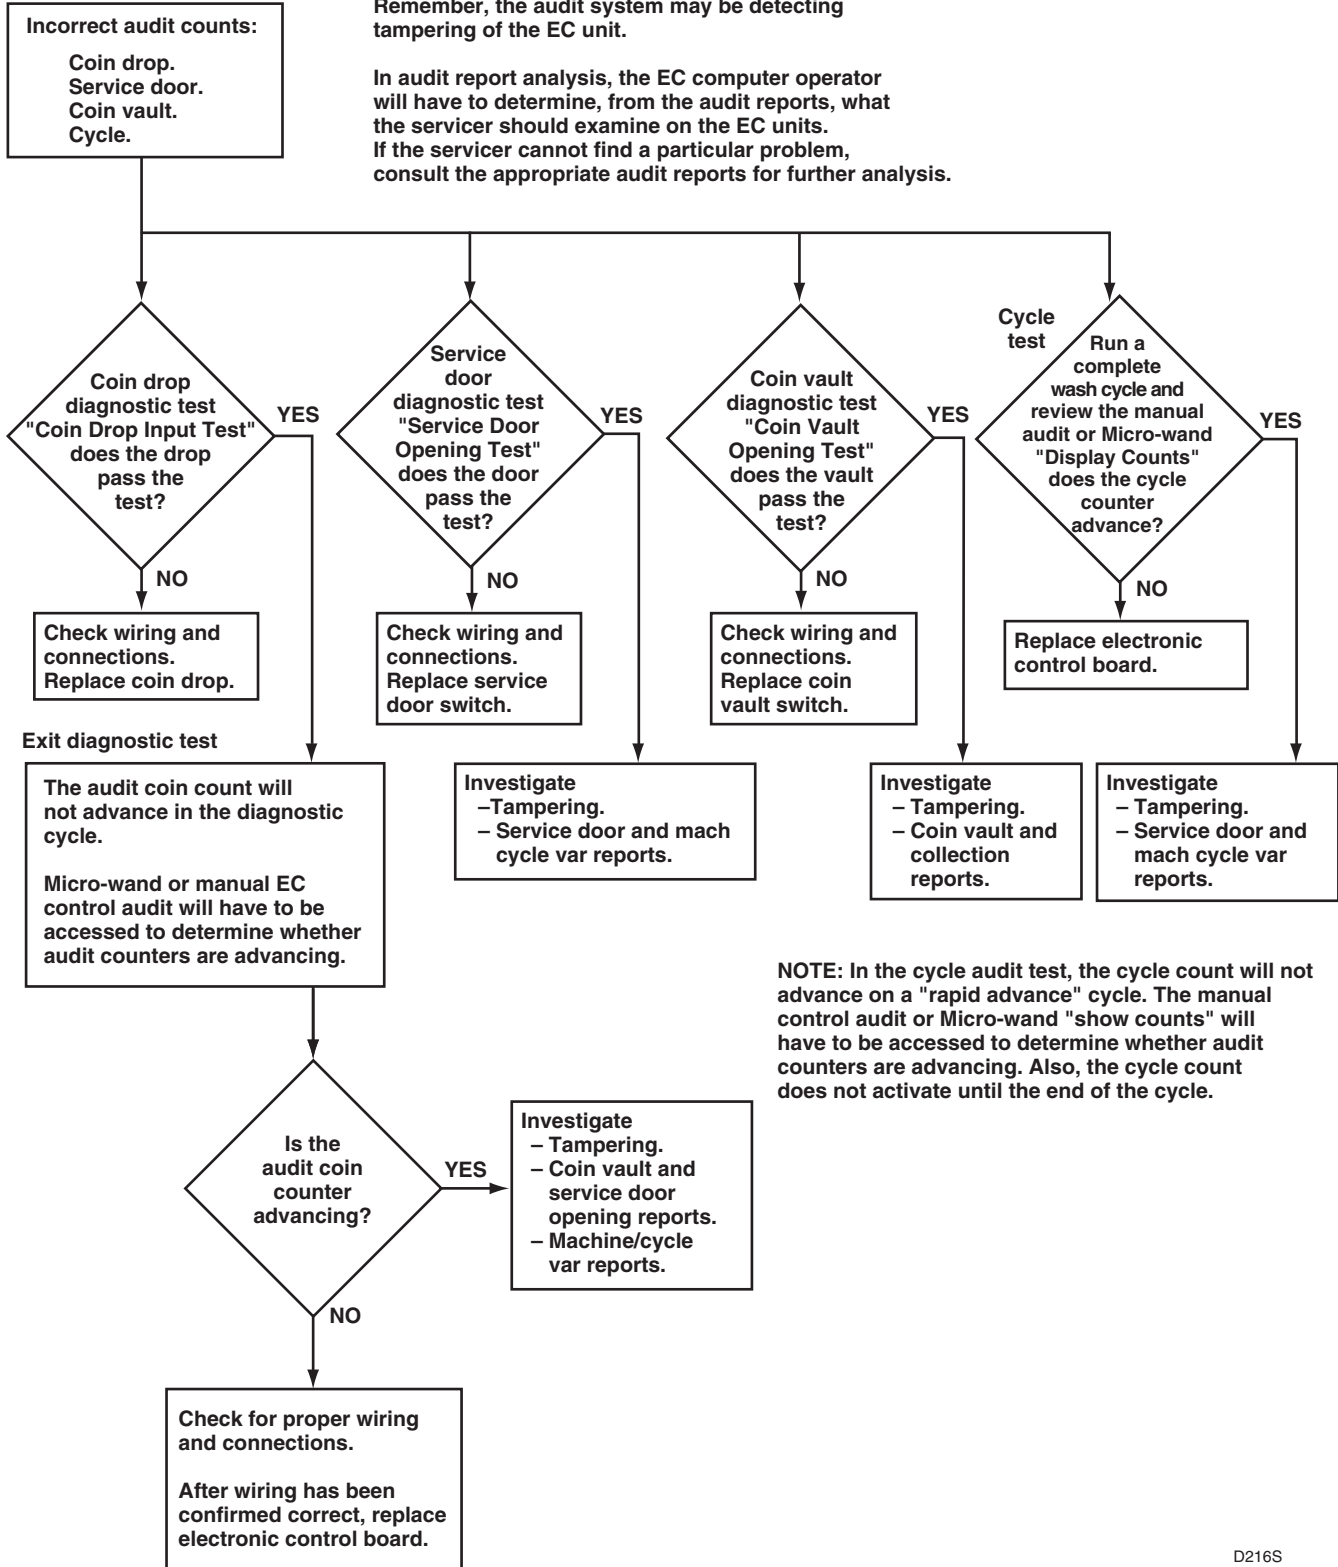 Remember, the audit system may be detecting
tampering of the EC unit.
In audit report analysis, the EC computer operator
will have to determine, from the audit reports, what
the servicer should examine on the EC units.
If the servicer cannot find a particular problem,
consult the appropriate audit reports for further analysis.
Incorrect audit counts:
Coin drop.
Service door.
Coin vault.
Cycle.
Coin drop
diagnostic test
"Coin Drop Input Test"
does the drop
pass the
test?
YES
NO
Check wiring and
connections.
Replace coin drop.
Service
door
diagnostic test
"Service Door
Opening Test"
does the door
pass the
test?
YES
NO
Check wiring and
connections.
Replace service
door switch.
Coin vault
diagnostic test
"Coin Vault
Opening Test"
does the vault
pass the
test?
YES
NO
Check wiring and
connections.
Replace coin
vault switch.
Cycle
test
Run a
complete
wash cycle and
review the manual
audit or Micro-wand
"Display Counts"
does the cycle
counter
advance?
YES
NO
Replace electronic
control board.
Exit diagnostic test
The audit coin count will
not advance in the diagnostic
cycle.
Micro-wand or manual EC
control audit will have to be
accessed to determine whether
audit counters are advancing.
Investigate
–Tampering.
– Service door and mach
cycle var reports.
Investigate
– Tampering.
– Coin vault and
collection
reports.
Investigate
– Tampering.
– Service door and
mach cycle var
reports.
NOTE: In the cycle audit test, the cycle count will not
advance on a "rapid advance" cycle. The manual
control audit or Micro-wand "show counts" will
have to be accessed to determine whether audit
counters are advancing. Also, the cycle count
does not activate until the end of the cycle.
Is the
audit coin
counter
advancing?
YES
Investigate
– Tampering.
– Coin vault and
service door
opening reports.
– Machine/cycle
var reports.
NO
Check for proper wiring
and connections.
After wiring has been
confirmed correct, replace
electronic control board.
D216S